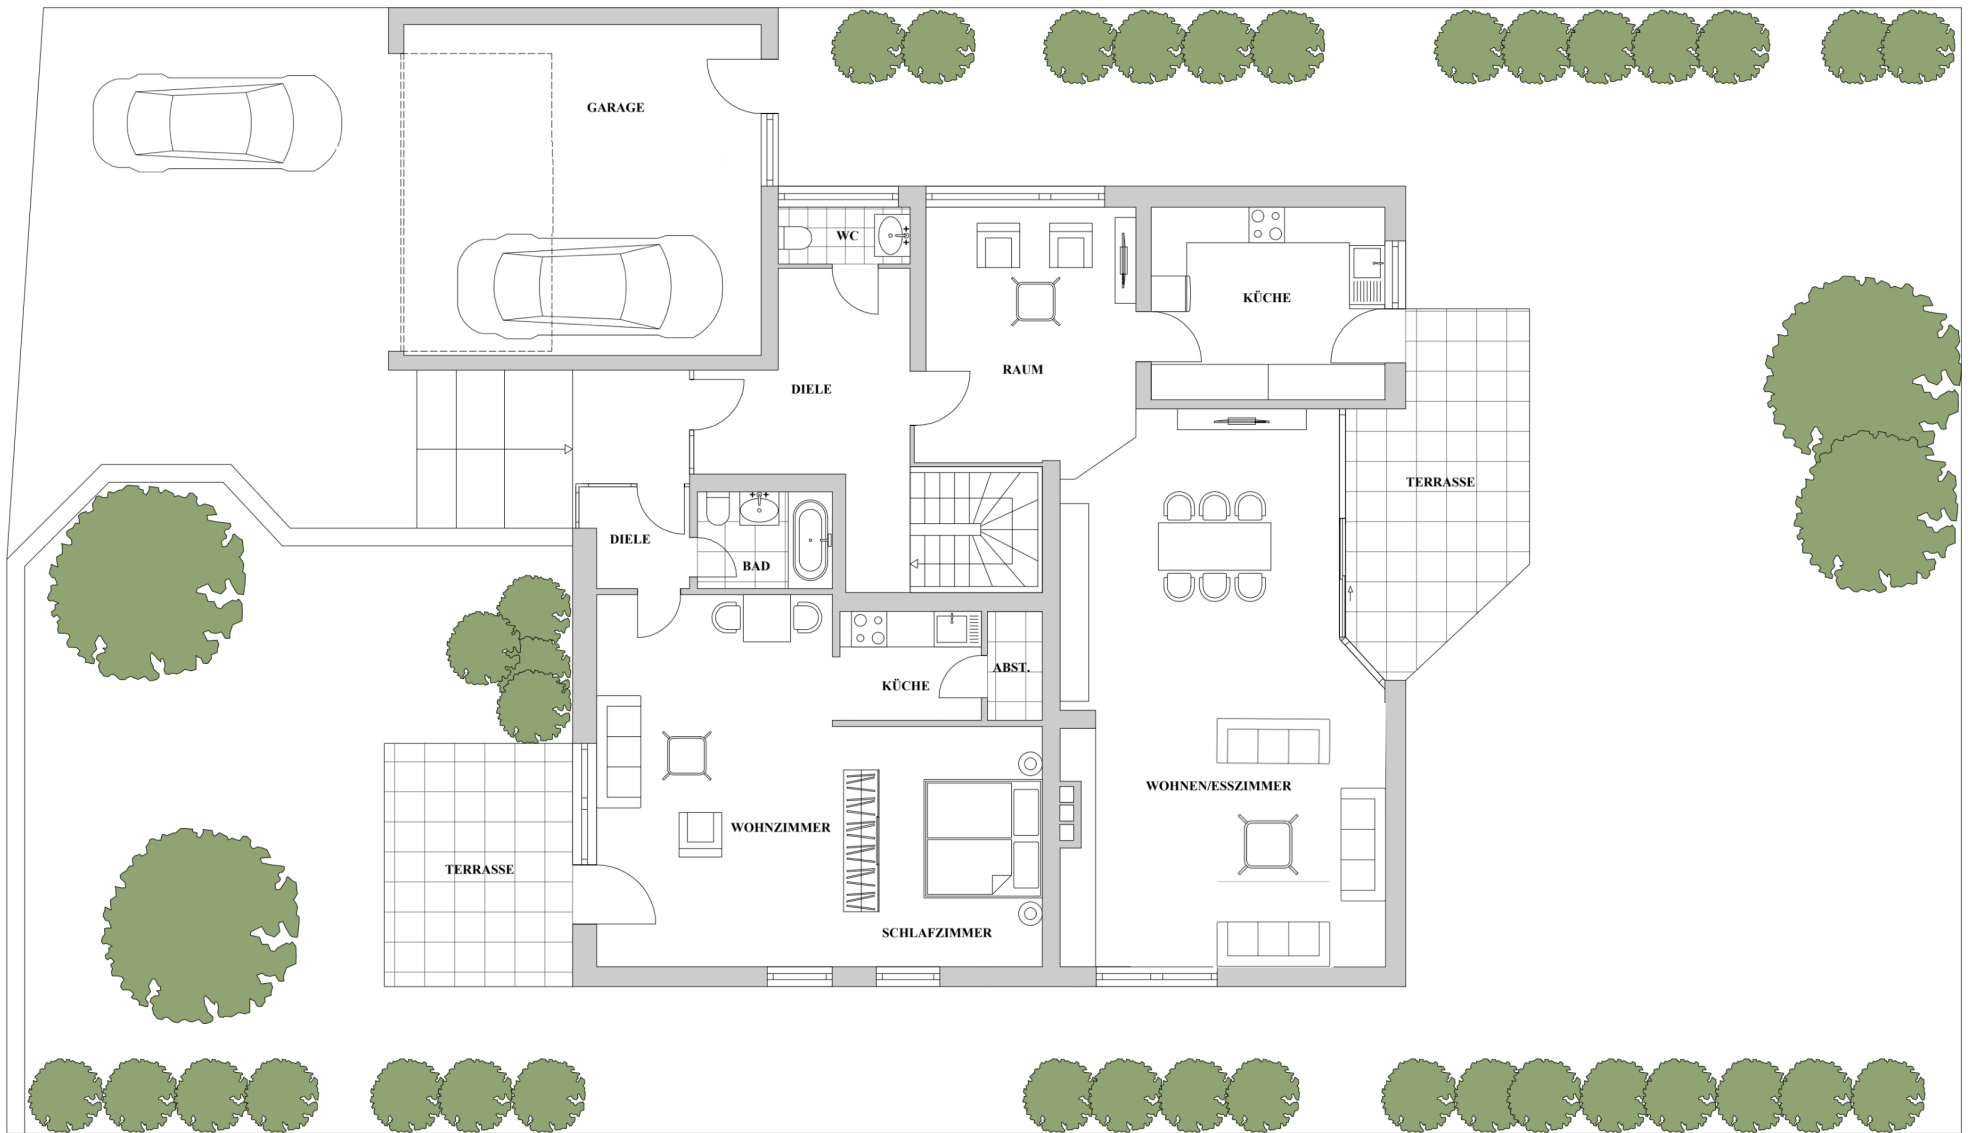 GARAGE
WC
KÜCHE
RAUM
DIELE
TERRASSE
DIELE
BAD
ABST.
KÜCHE
WOHNEN/ESSZIMMER
WOHNZIMMER
TERRASSE
SCHLAFZIMMER